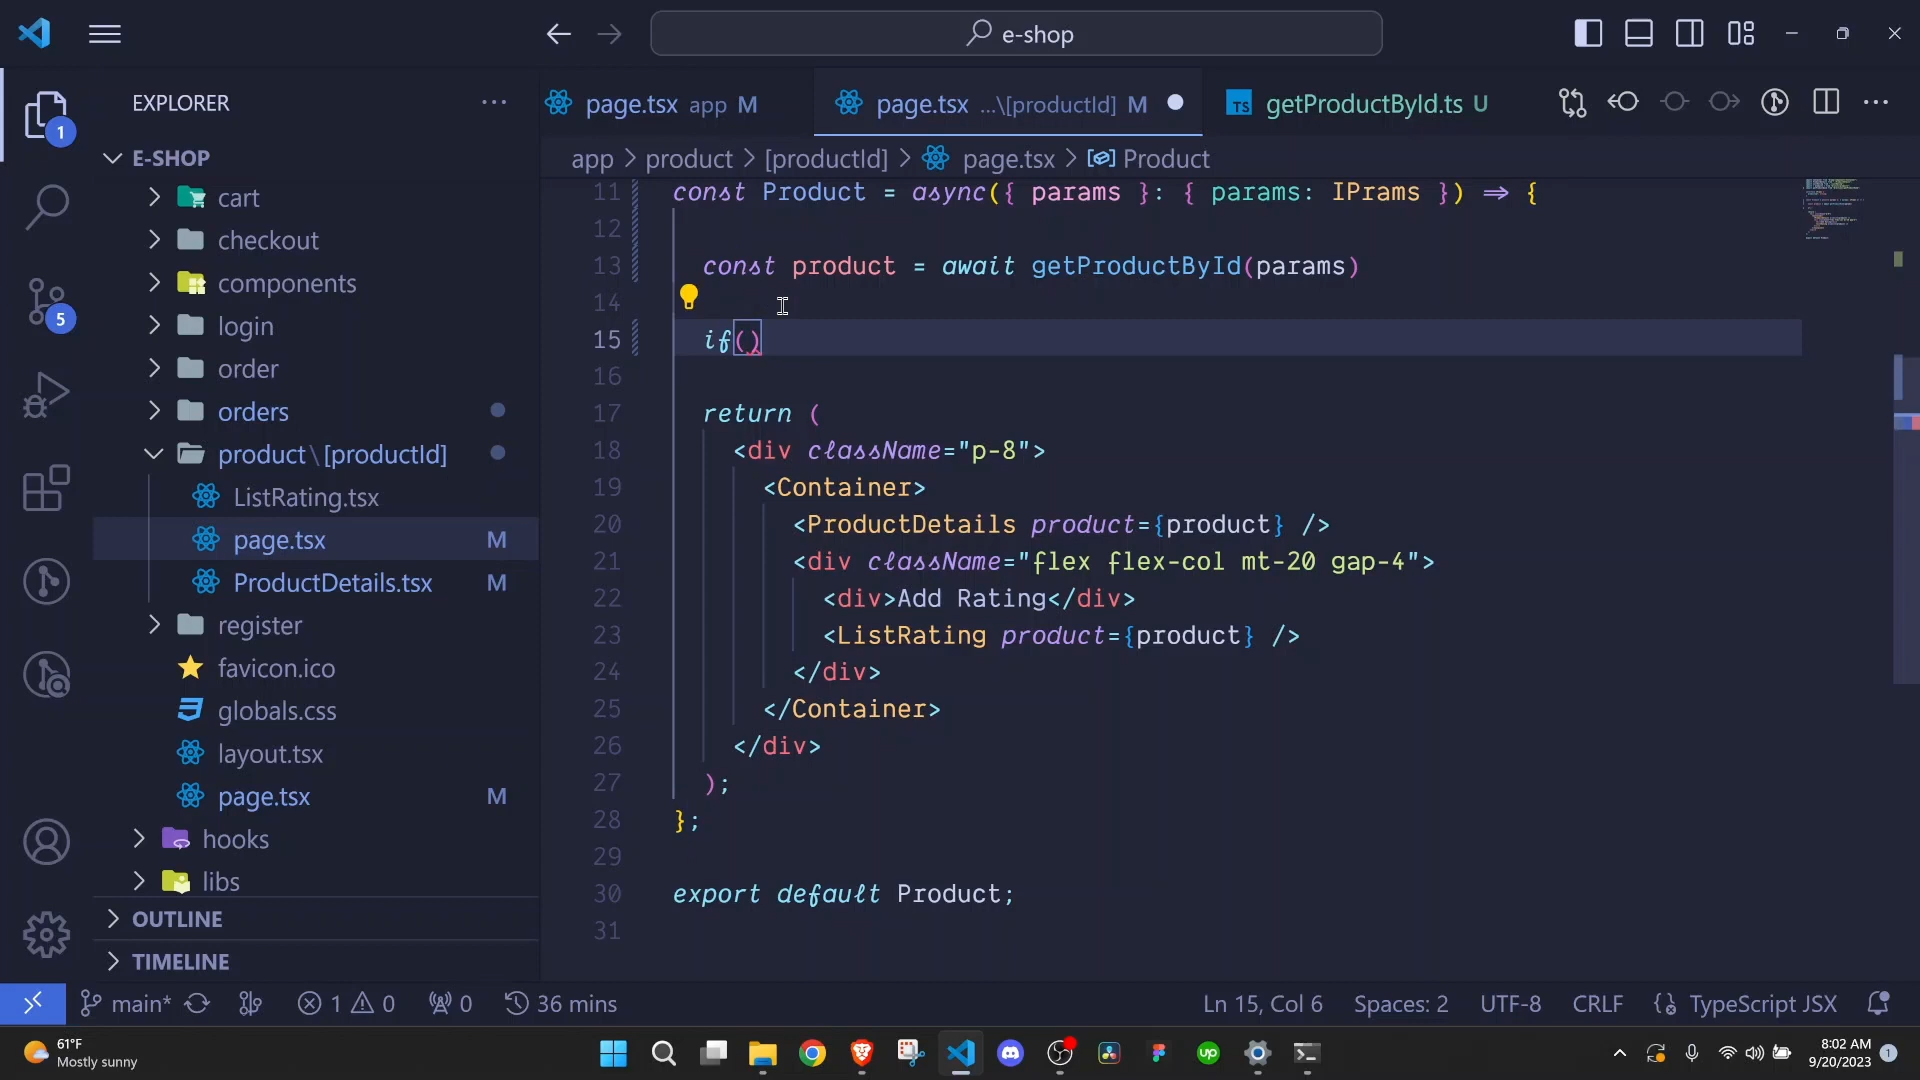 e-shop
EXPLORER
page.tsx app M
page.tsx ...\[productId] M
TS getProductById.ts U
E-SHOP
app > product > [productId] > page.tsx > Product
cart
checkout
components
login
order
orders
product\[productId]
ListRating.tsx
page.tsx M
ProductDetails.tsx M
register
favicon.ico
globals.css
layout.tsx
page.tsx M
hooks
libs
OUTLINE
TIMELINE
1
5
11 const Product = async({ params }: { params: IPrams }) => {
12
13 const product = await getProductById(params)
14
15 if()
16
17 return (
18 <div className="p-8">
19 <Container>
20 <ProductDetails product={product} />
21 <div className="flex flex-col mt-20 gap-4">
22 <div>Add Rating</div>
23 <ListRating product={product} />
24 </div>
25 </Container>
26 </div>
27 );
28 };
29
30 export default Product;
31
main* 1 0 0 36 mins Ln 15, Col 6 Spaces: 2 UTF-8 CRLF TypeScript JSX
61°F
Mostly sunny
up
8:02 AM
9/20/2023
1